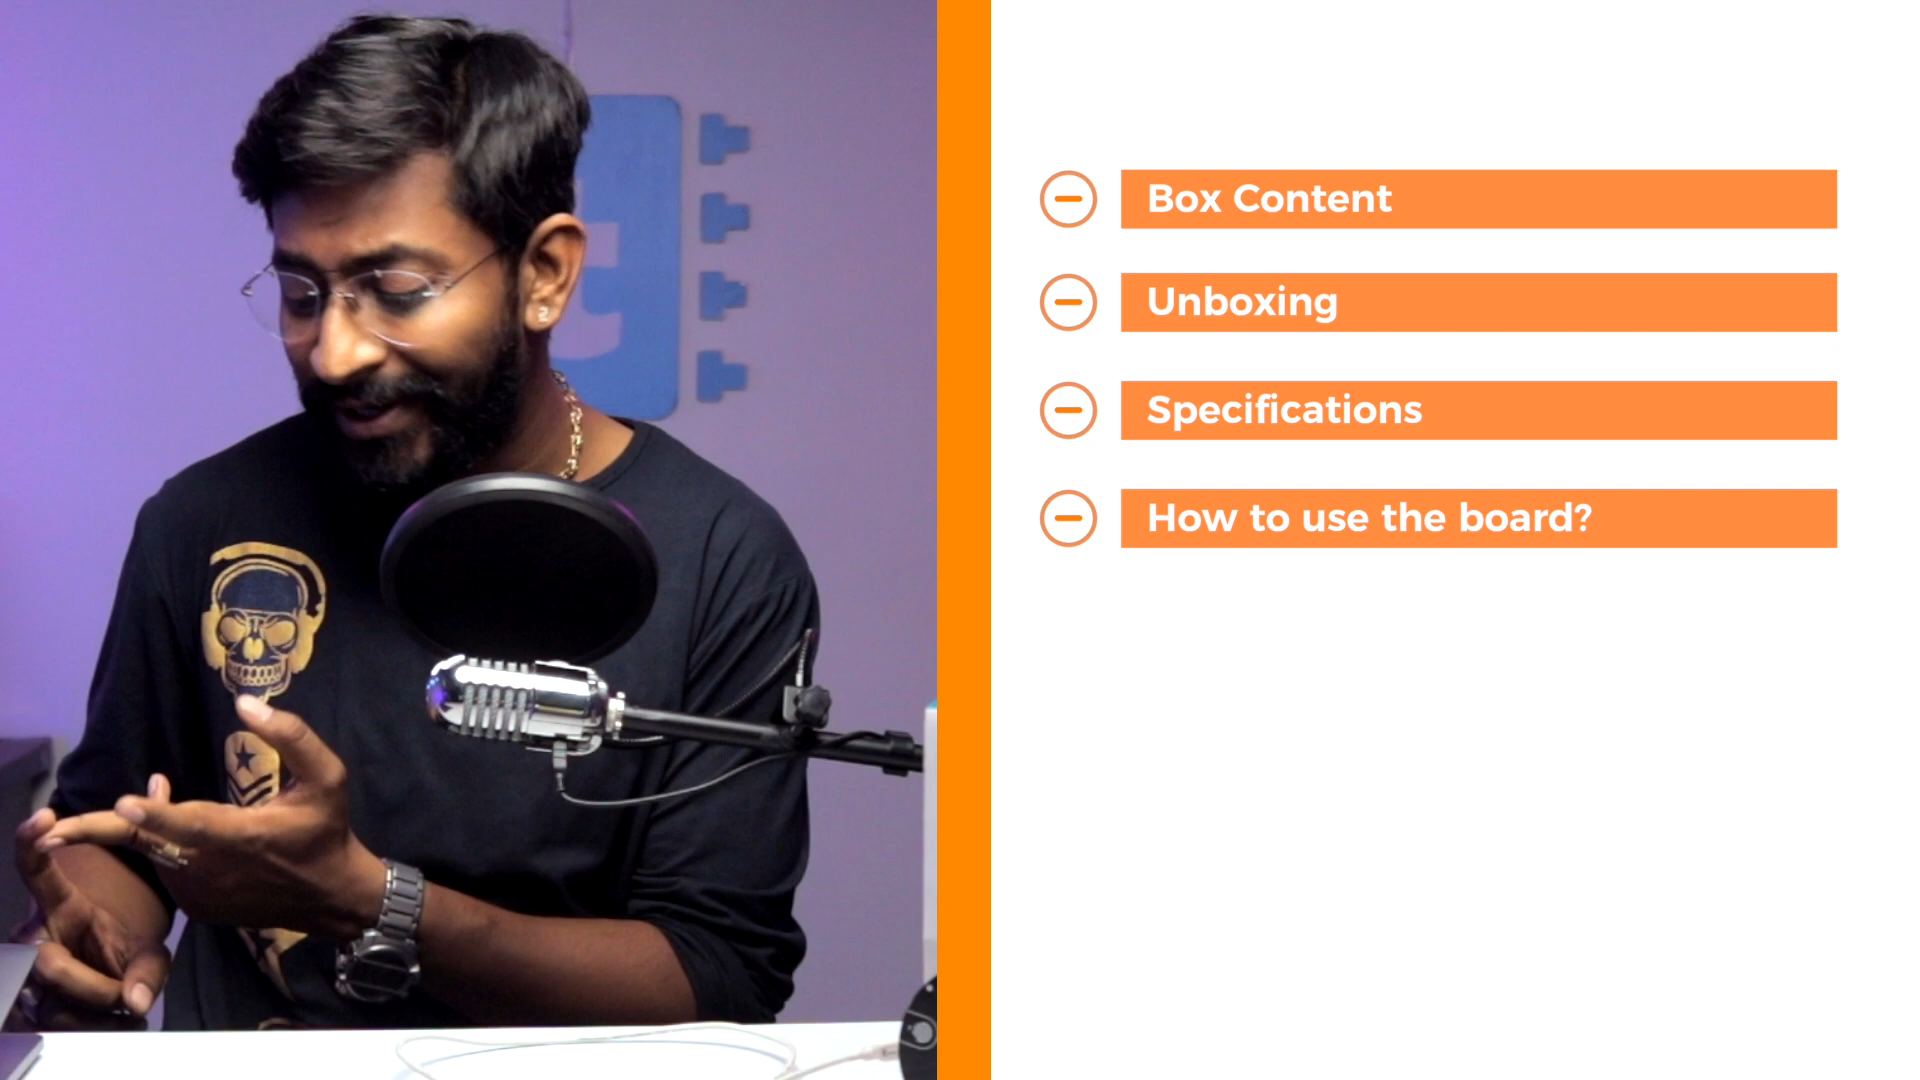 Box Content
Unboxing
Specifications
How to use the board?